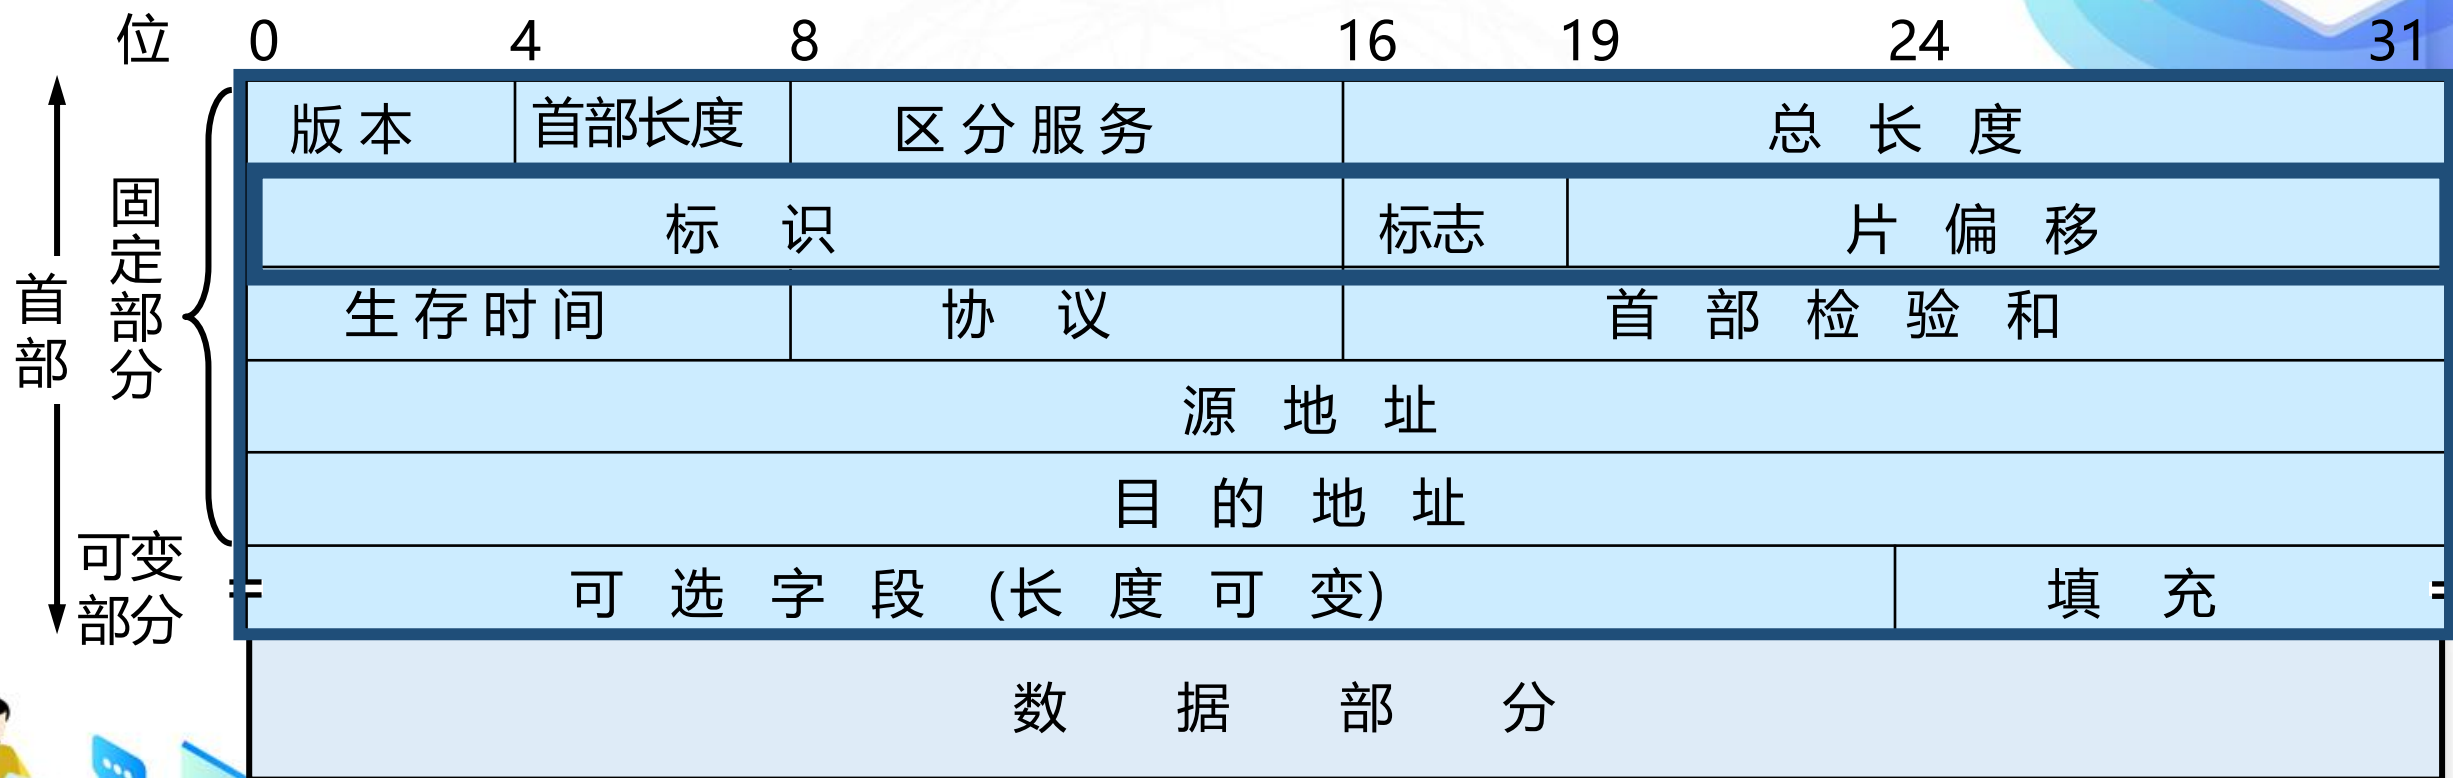 位 0 4 8 16 19 24 31
版本 首部长度 区分服务 总长度
标识 标志 片偏移
生存时间 协议 首部检验和
源地址
目的地址
可选字段 (长度可变) 填充
数据部分
首部
固定部分
可变
部分